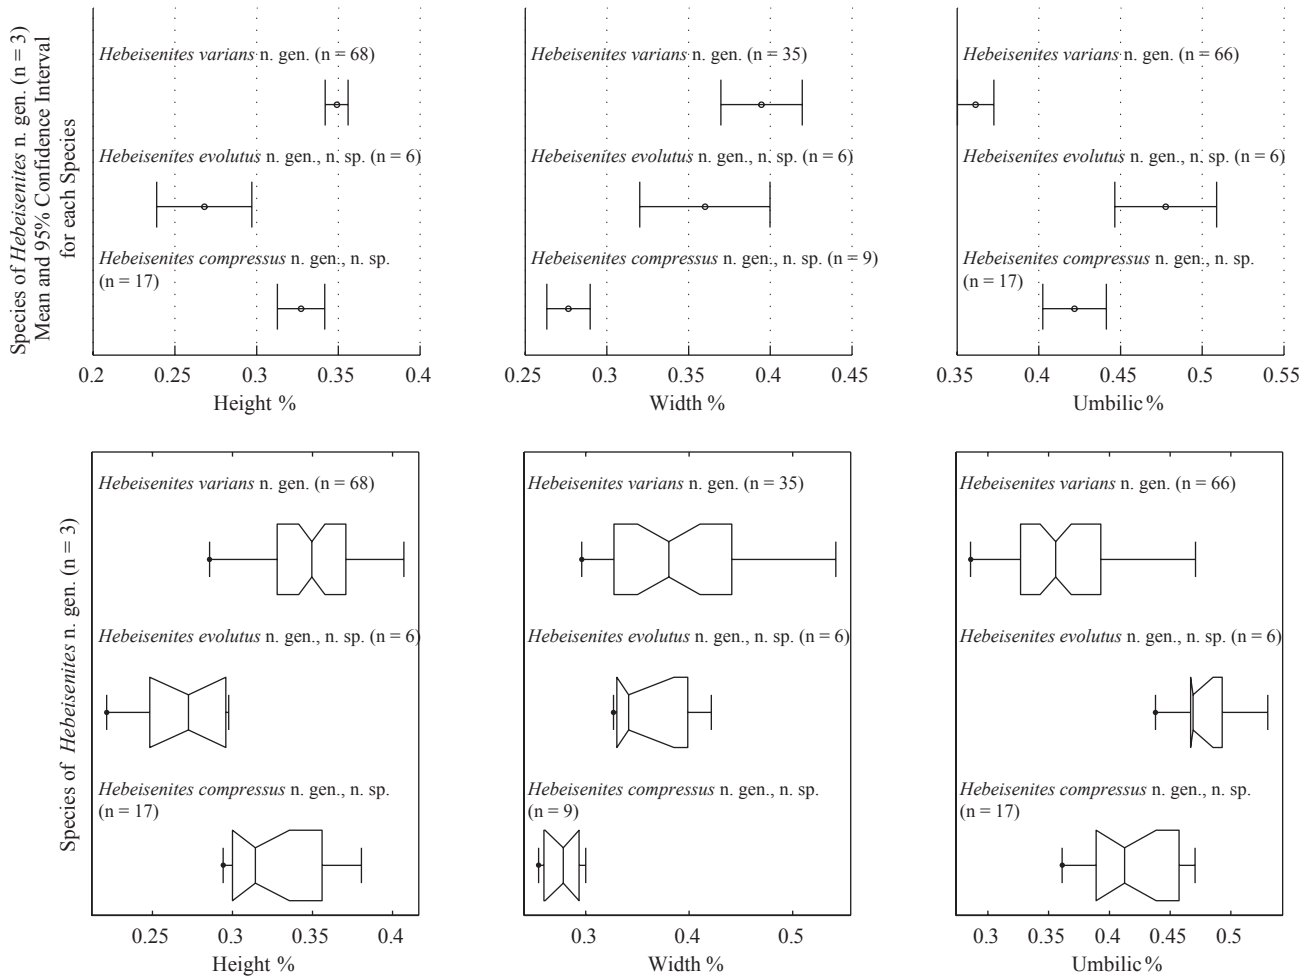 Species of Hebeisenites n. gen. (n = 3)
Mean and 95% Confidence Interval
for each Species
Hebeisenites varians n. gen. (n = 68)
Hebeisenites evolutus n. gen., n. sp. (n = 6)
Hebeisenites compressus n. gen., n. sp.
(n = 17)
0.2 0.25 0.3 0.35 0.4
Height %
Hebeisenites varians n. gen. (n = 35)
Hebeisenites evolutus n. gen., n. sp. (n = 6)
Hebeisenites compressus n. gen., n. sp. (n = 9)
0.25 0.3 0.35 0.4 0.45
Width %
Hebeisenites varians n. gen. (n = 66)
Hebeisenites evolutus n. gen., n. sp. (n = 6)
Hebeisenites compressus n. gen., n. sp.
(n = 17)
0.35 0.4 0.45 0.5 0.55
Umbilic %
Species of Hebeisenites n. gen. (n = 3)
Hebeisenites varians n. gen. (n = 68)
Hebeisenites evolutus n. gen., n. sp. (n = 6)
Hebeisenites compressus n. gen., n. sp.
(n = 17)
0.25 0.3 0.35 0.4
Height %
Hebeisenites varians n. gen. (n = 35)
Hebeisenites evolutus n. gen., n. sp. (n = 6)
Hebeisenites compressus n. gen., n. sp.
(n = 9)
0.3 0.4 0.5
Width %
Hebeisenites varians n. gen. (n = 66)
Hebeisenites evolutus n. gen., n. sp. (n = 6)
Hebeisenites compressus n. gen., n. sp.
(n = 17)
0.3 0.35 0.4 0.45 0.5
Umbilic %